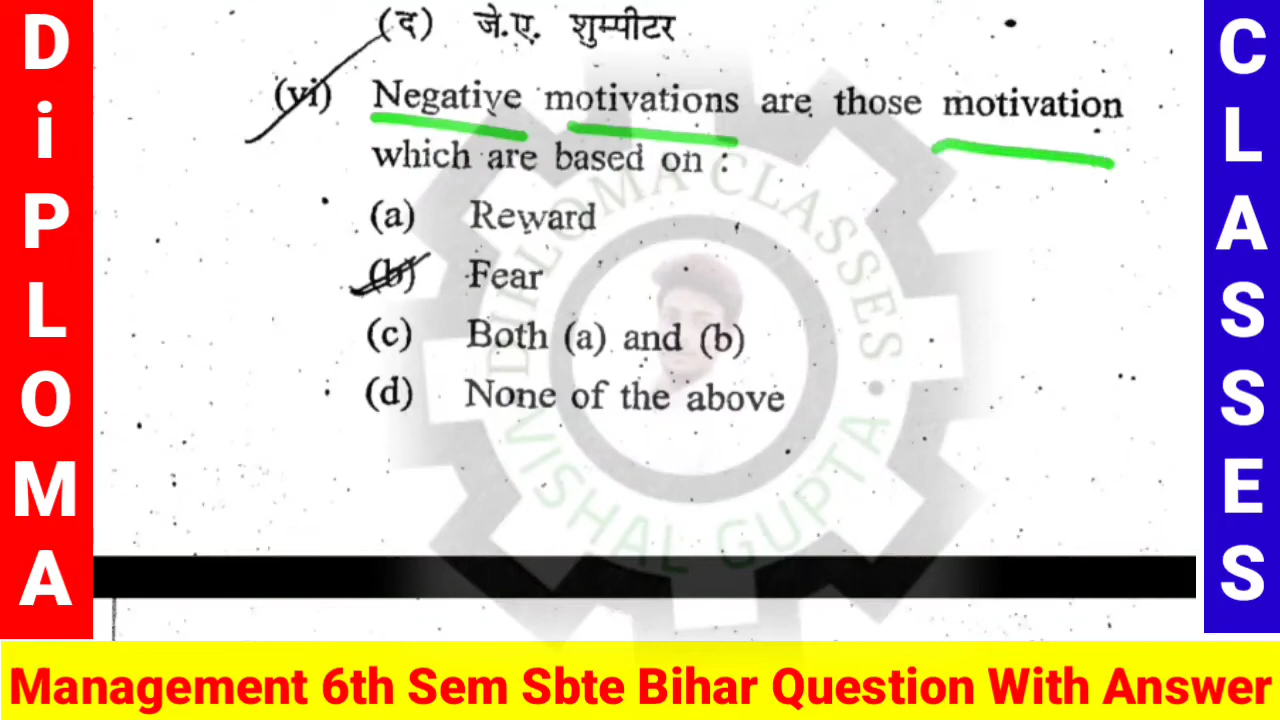 DiPLOMA
(द) जे.ए. शुम्पीटर
(vi) Negative motivations are those motivation
which are based on :
(a) Reward
(b) Fear
(c) Both (a) and (b)
(d) None of the above
DIPLOMA CLASSES
VISHAL GUPTA
CLASSES
Management 6th Sem Sbte Bihar Question With Answer